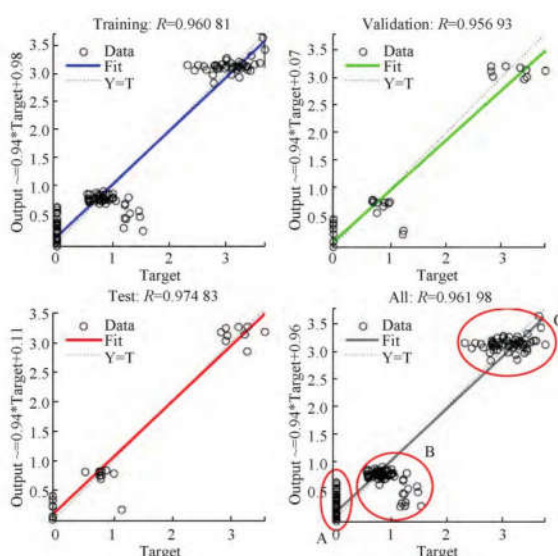 Training: R=0.960 81
Output ~=0.94*Target+0.98
3.5
3.0
2.5
2.0
1.5
1.0
0.5
Data
Fit
Y=T
0
1
2
3
Target
Validation: R=0.956 93
Output ~=0.94*Target+0.07
3.5
3.0
2.5
2.0
1.5
1.0
0.5
Data
Fit
Y=T
0
1
2
3
Target
Test: R=0.974 83
Output ~=0.94*Target+0.11
3.5
3.0
2.5
2.0
1.5
1.0
0.5
Data
Fit
Y=T
0
1
2
3
Target
All: R=0.961 98
Output ~=0.94*Target+0.96
3.5
3.0
2.5
2.0
1.5
1.0
0.5
Data
Fit
Y=T
C
B
A
0
1
2
3
Target